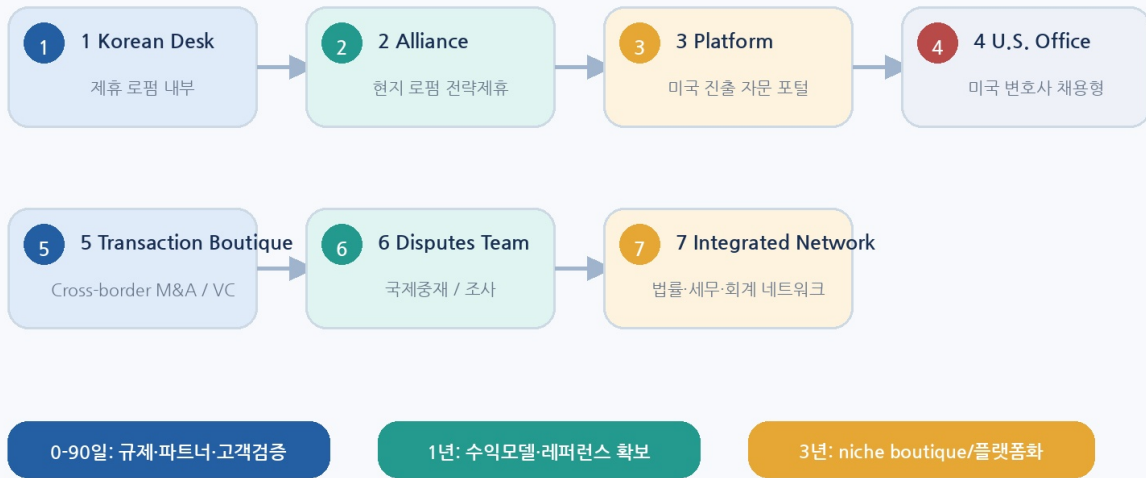 1 1 Korean Desk
제휴 로펌 내부
2 2 Alliance
현지 로펌 전략제휴
3 3 Platform
미국 진출 자문 포털
4 4 U.S. Office
미국 변호사 채용형
5 5 Transaction Boutique
Cross-border M&A / VC
6 6 Disputes Team
국제중재 / 조사
7 7 Integrated Network
법률·세무·회계 네트워크
0-90일: 규제·파트너·고객검증
1년: 수익모델·레퍼런스 확보
3년: niche boutique/플랫폼화